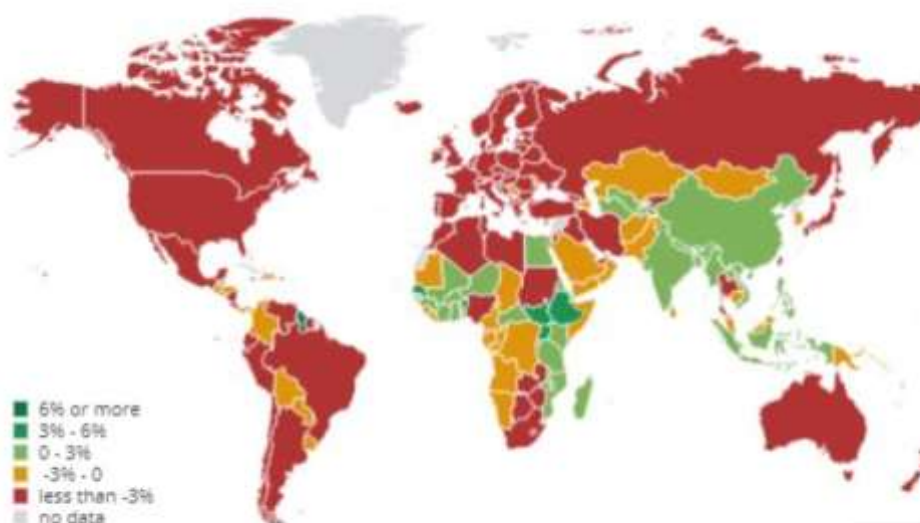 6% or more
3% - 6%
0 - 3%
-3% - 0
less than -3%
no data